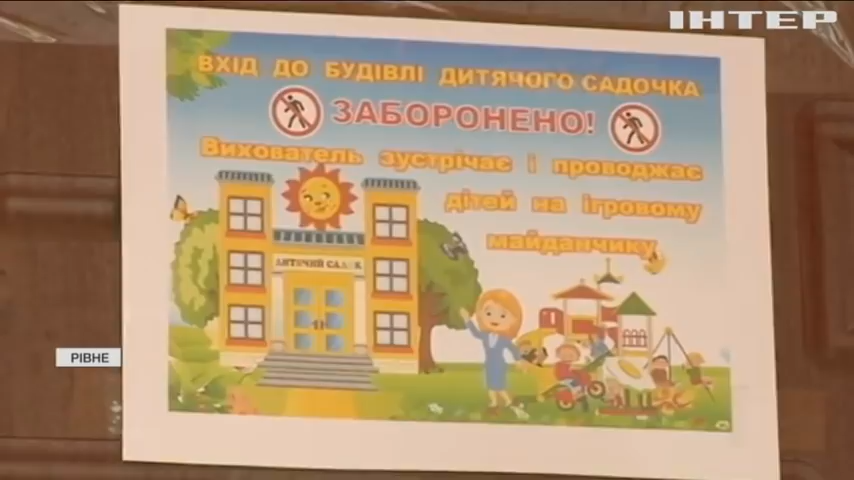 ІНТЕР
ВХІД ДО БУДІВЛІ ДИТЯЧОГО САДОЧКА
ЗАБОРОНЕНО!
Вихователь зустрічає і проводжає
дітей на ігровому
майданчику
ДИТЯЧИЙ САДОК
РІВНЕ